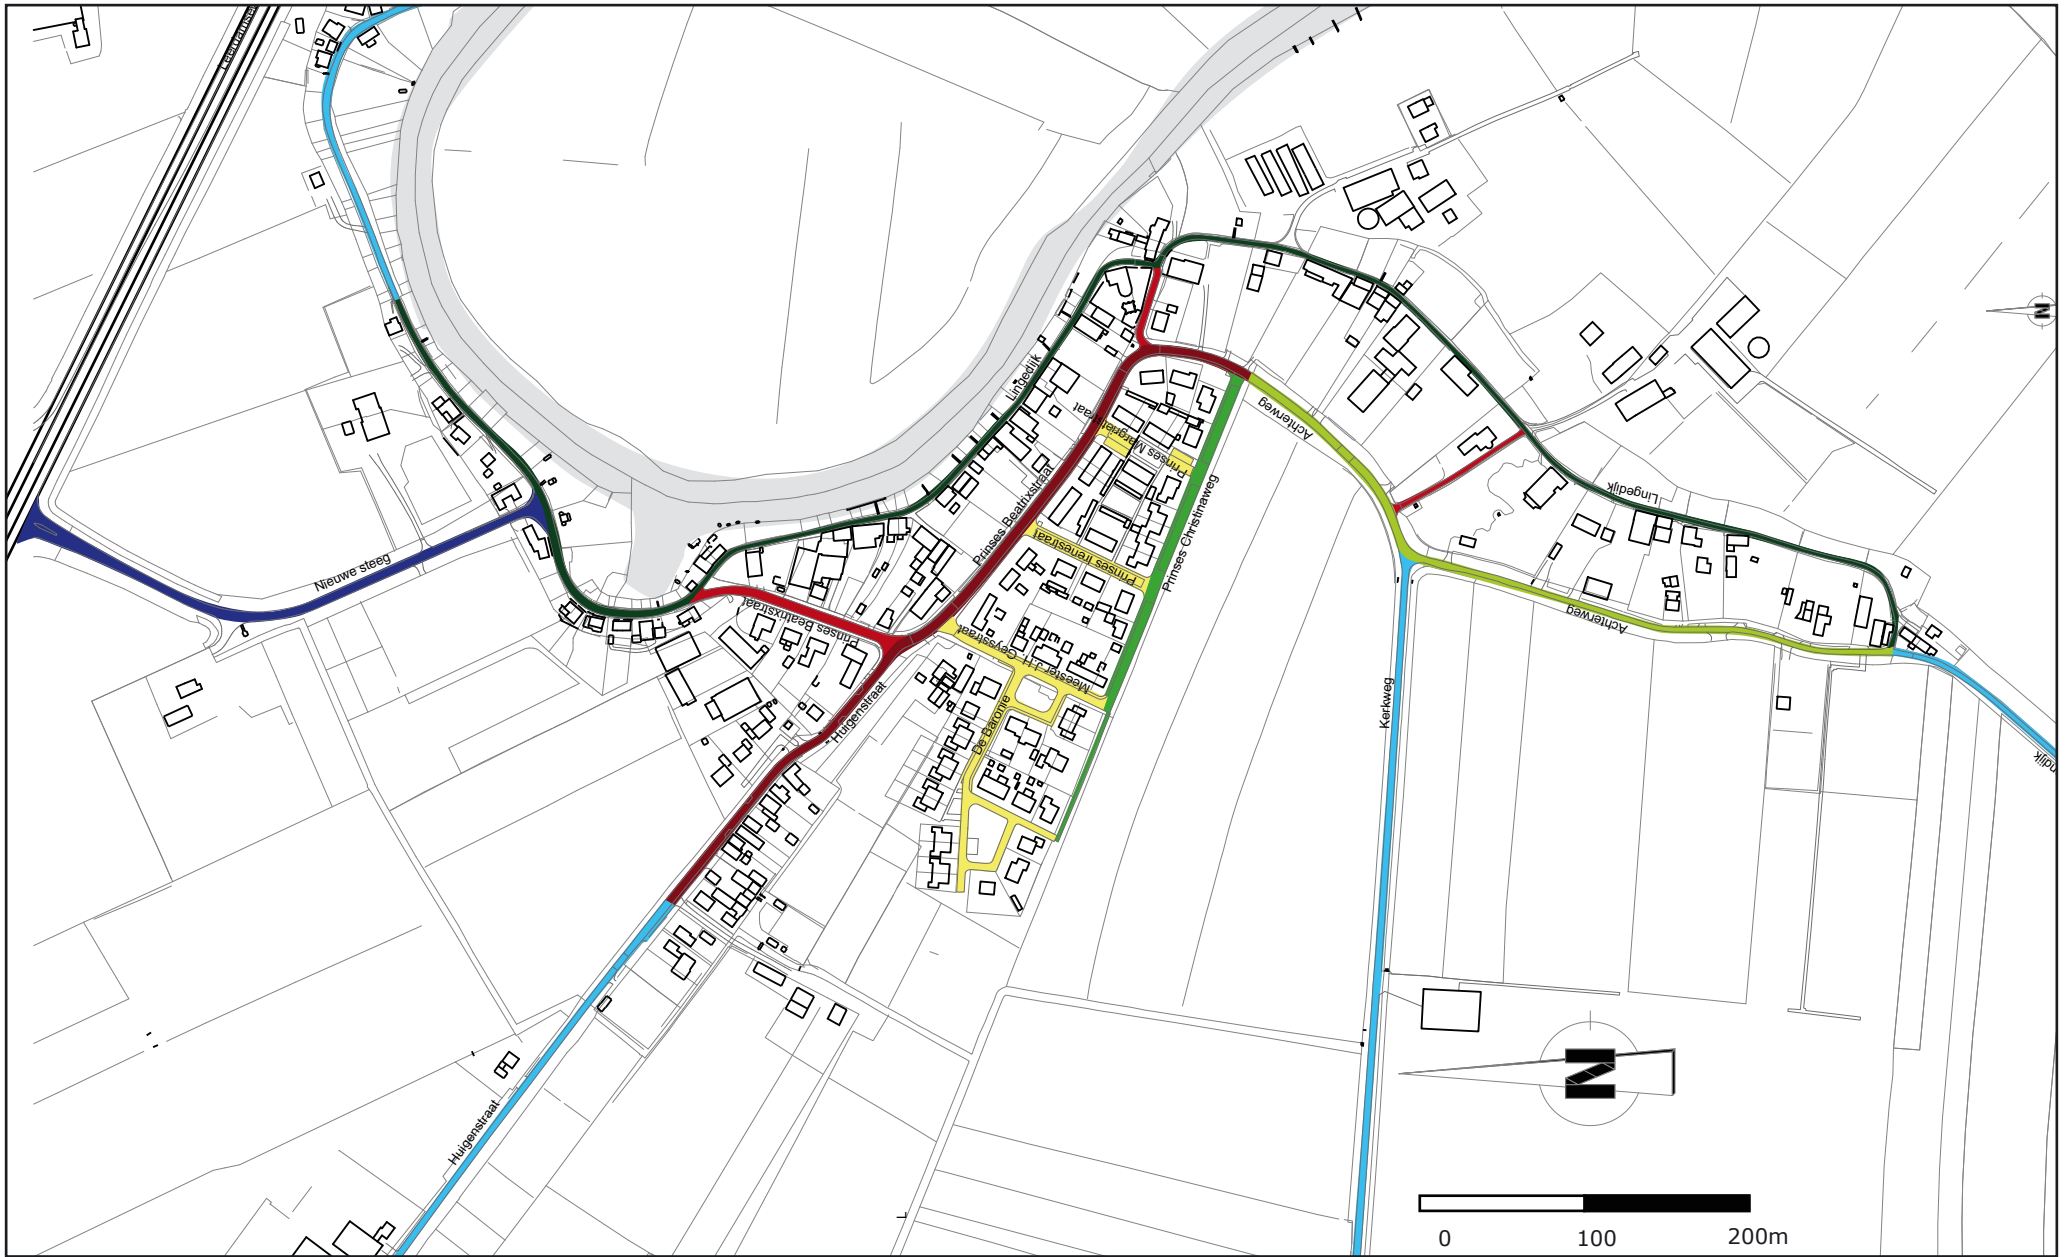 Nieuwe steeg
Lingedijk
Prinses Margrietstraat
Achterweg
Prinses Beatrixstraat
Prinses Christinaweg
Lingedijk
Prinses Irenestraat
Prinses Beatrixstraat
Meester J.H. Geysstraat
Achterweg
De Baronie
Huigenstraat
Kerkweg
Huigenstraat
N
N
0 100 200m